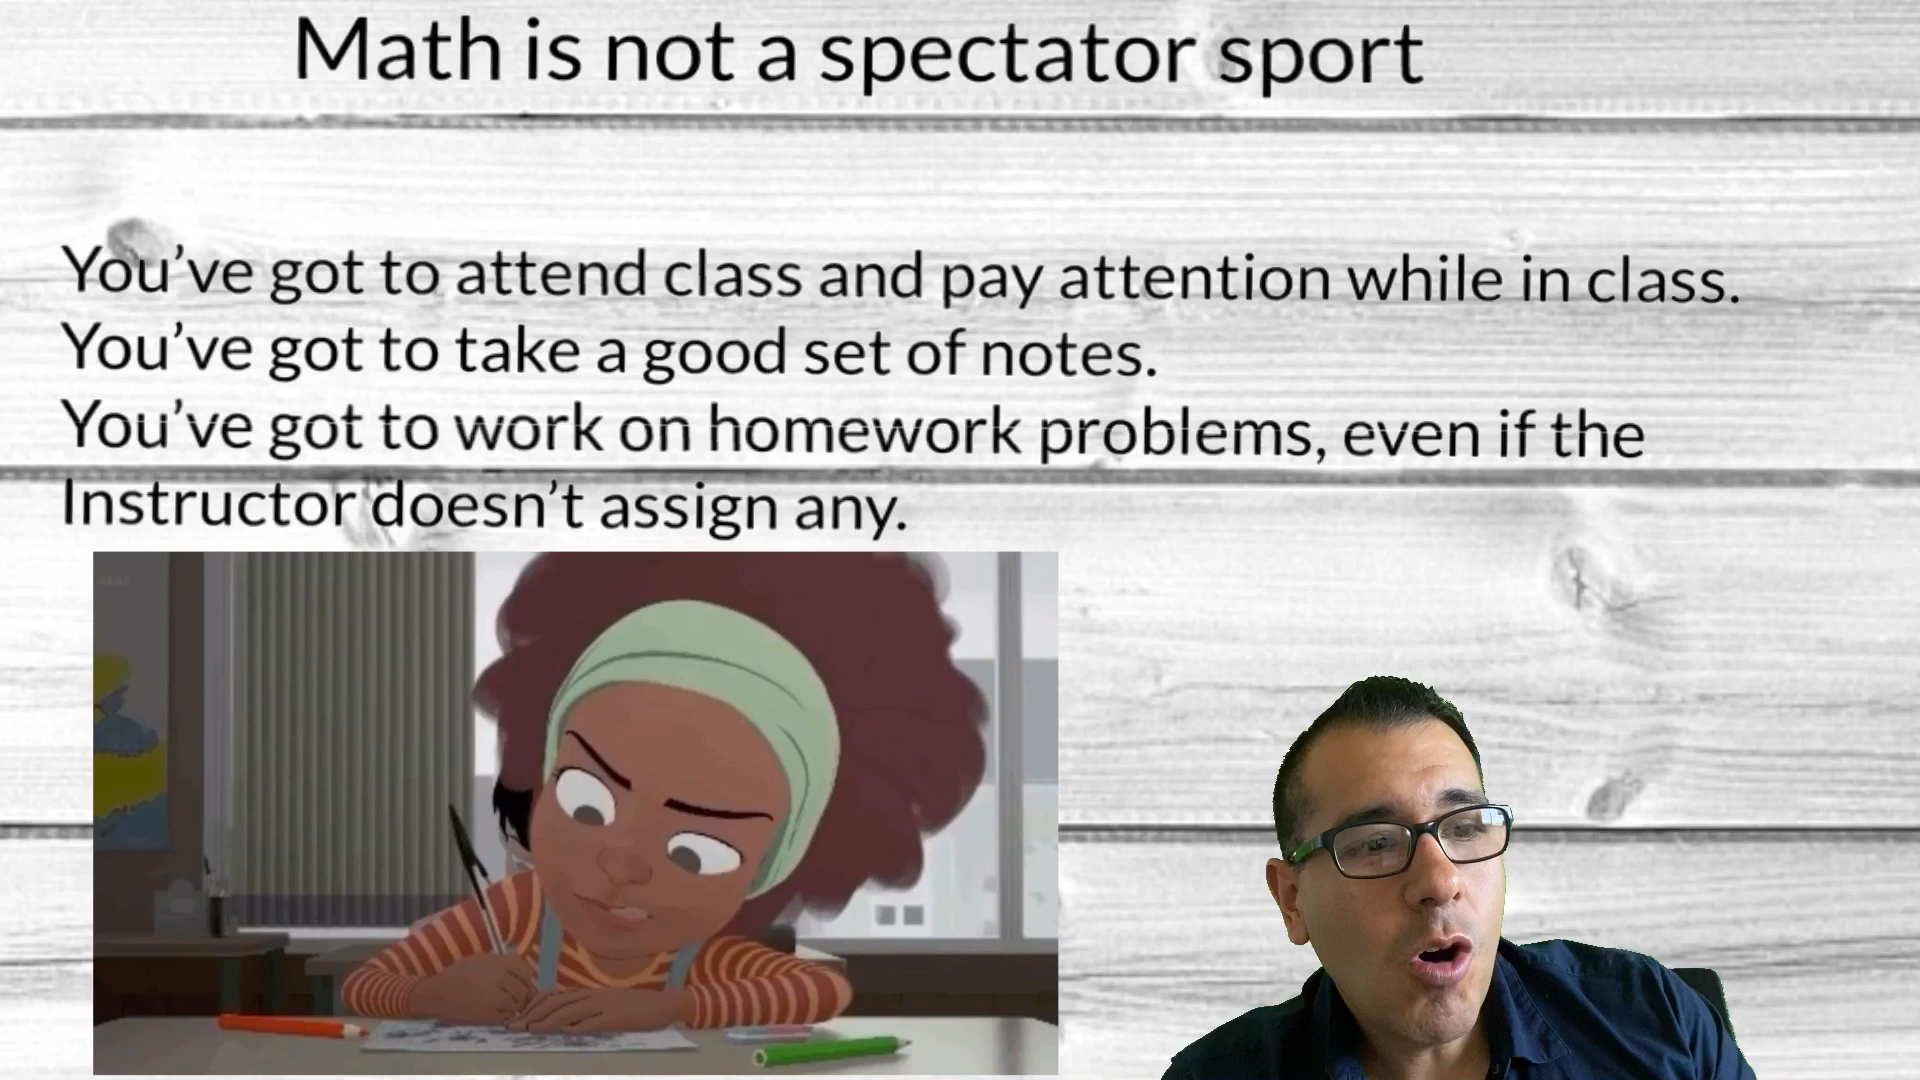 Math is not a spectator sport
You've got to attend class and pay attention while in class.
You've got to take a good set of notes.
You've got to work on homework problems, even if the
Instructor doesn't assign any.